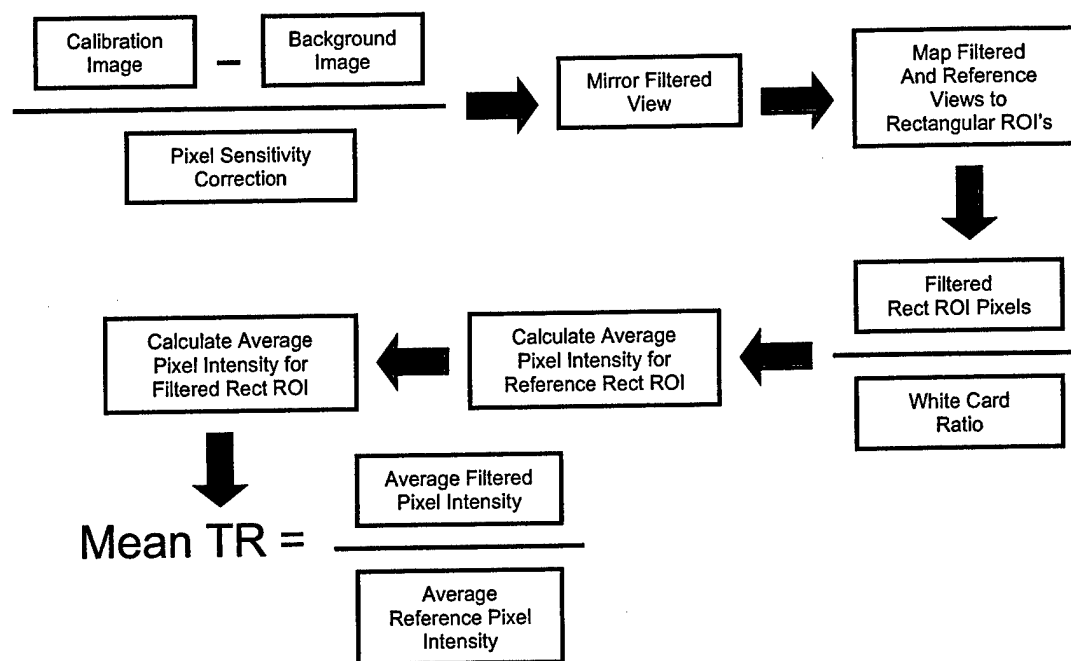 Calibration
Image
–
Background
Image
Pixel Sensitivity
Correction
Mirror Filtered
View
Map Filtered
And Reference
Views to
Rectangular ROI's
Filtered
Rect ROI Pixels
White Card
Ratio
Calculate Average
Pixel Intensity for
Reference Rect ROI
Calculate Average
Pixel Intensity for
Filtered Rect ROI
Mean TR =
Average Filtered
Pixel Intensity
Average
Reference Pixel
Intensity